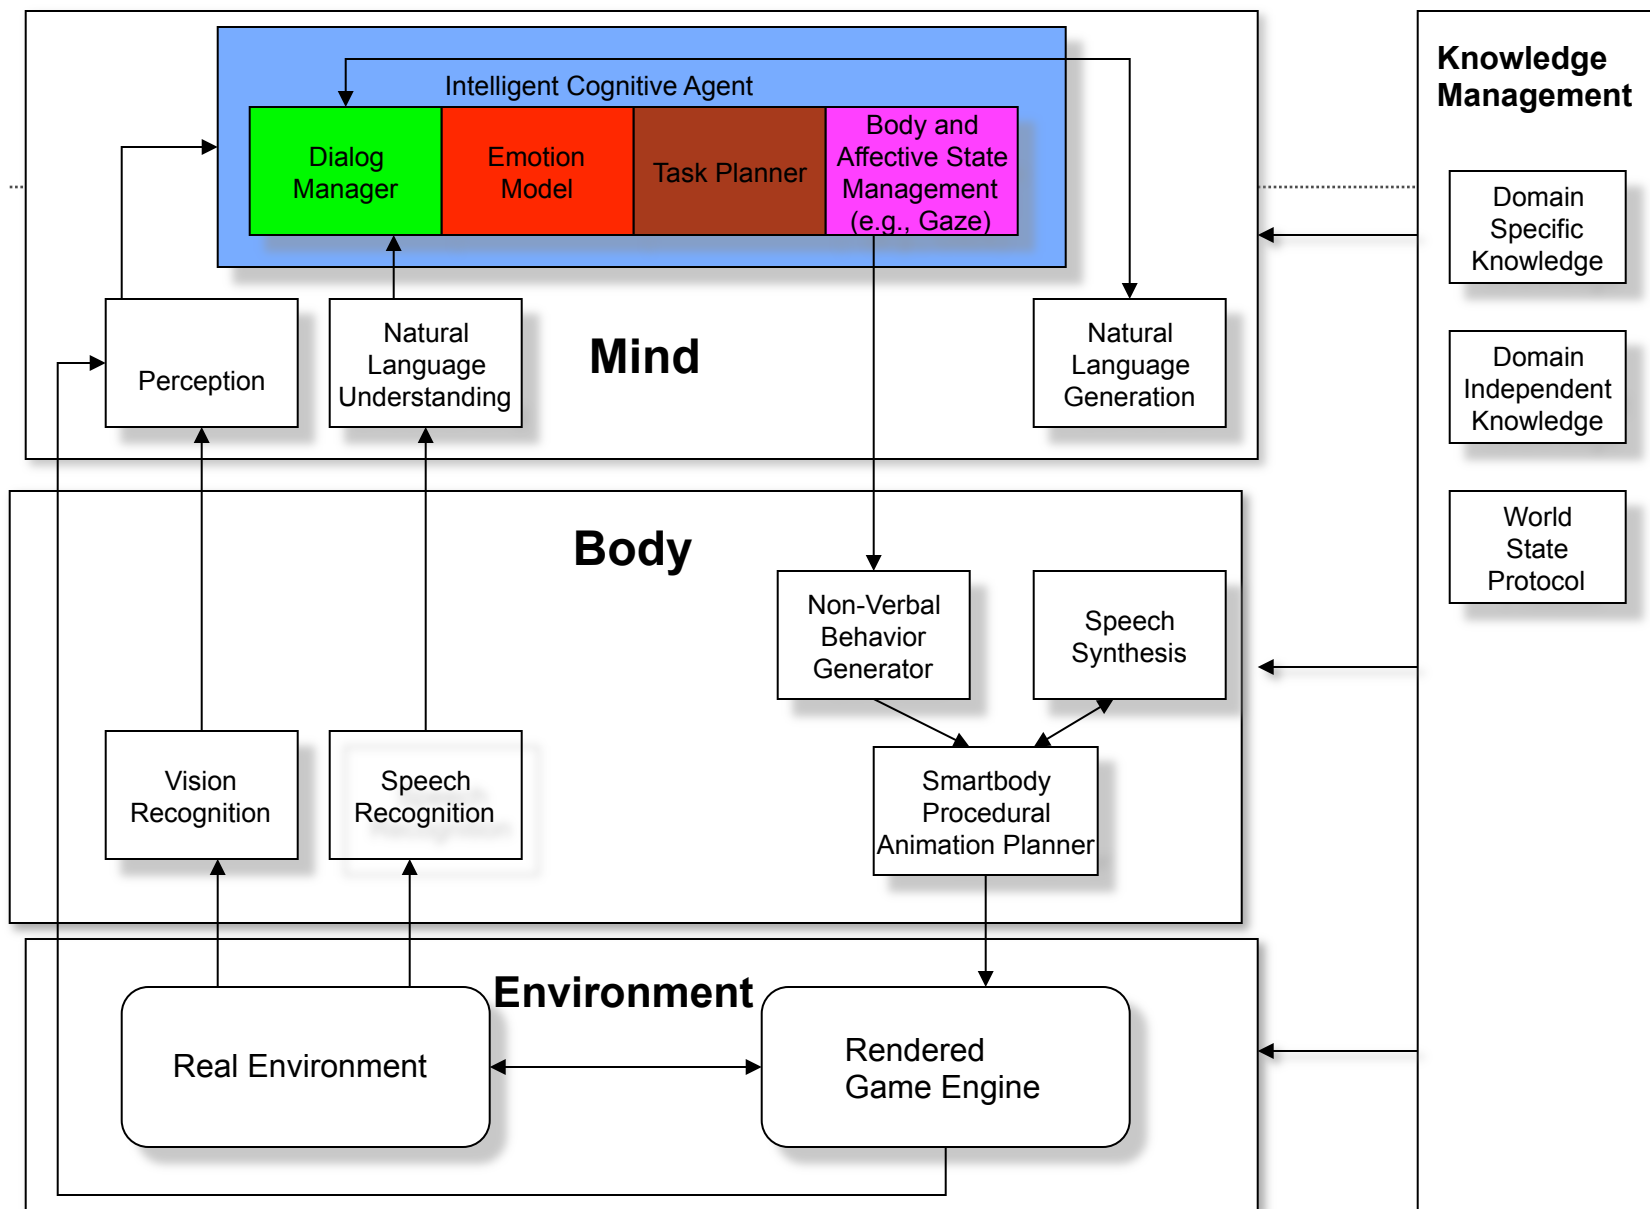 Intelligent Cognitive Agent
Dialog
Manager
Emotion
Model
Task Planner
Body and
Affective State
Management
(e.g., Gaze)
Perception
Natural
Language
Understanding
Mind
Natural
Language
Generation
Body
Non-Verbal
Behavior
Generator
Speech
Synthesis
Vision
Recognition
Speech
Recognition
Smartbody
Procedural
Animation Planner
Environment
Real Environment
Rendered
Game Engine
Knowledge
Management
Domain
Specific
Knowledge
Domain
Independent
Knowledge
World
State
Protocol